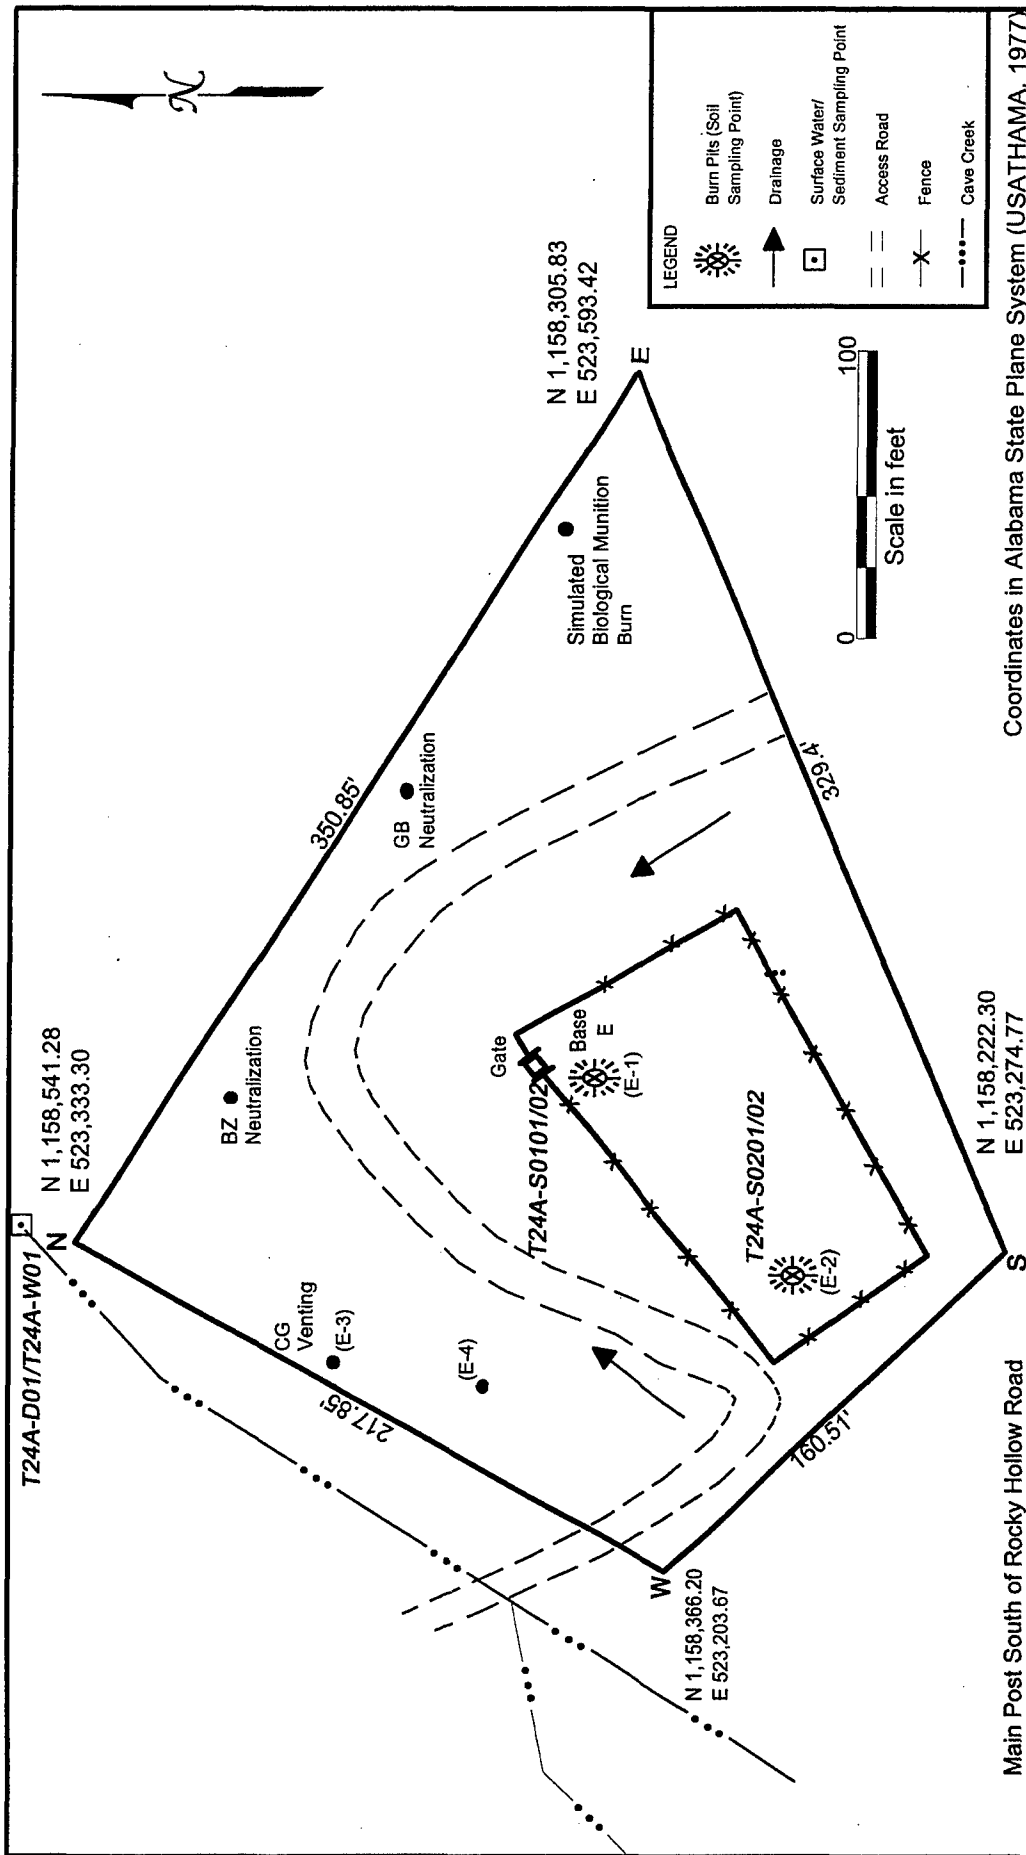 T24A-D01/T24A-W01
N 1,158,541.28
E 523,333.30
N
N
350.85'
BZ
Neutralization
GB
Neutralization
CG
Venting
(E-3)
(E-4)
217.85'
Simulated
Biological Munition
Burn
N 1,158,305.83
E 523,593.42
E
Gate
Base
E
(E-1)
T24A-S0101/02
T24A-S0201/02
(E-2)
329.4'
160.51'
W
N 1,158,366.20
E 523,203.67
N 1,158,222.30
E 523,274.77
S
0
100
Scale in feet
LEGEND
Burn Pits (Soil
Sampling Point)
Drainage
Surface Water/
Sediment Sampling Point
Access Road
Fence
Cave Creek
Main Post South of Rocky Hollow Road
Coordinates in Alabama State Plane System (USATHAMA, 1977)